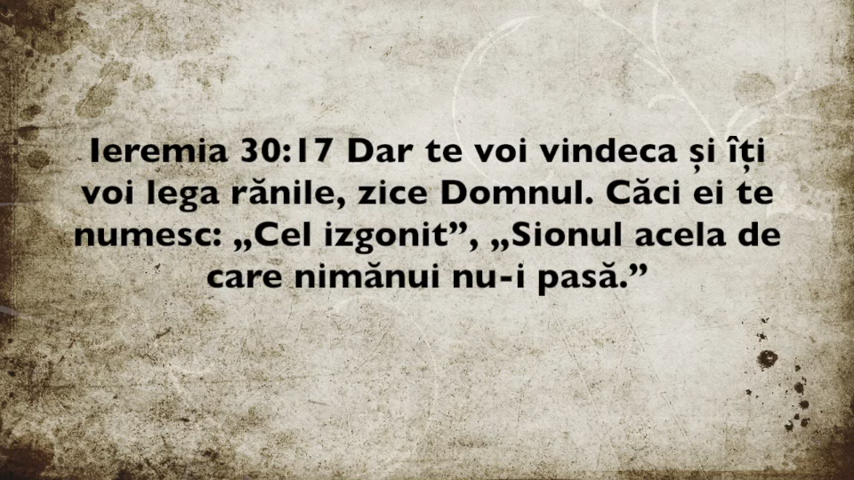 Ieremia 30:17 Dar te voi vindeca și îți
voi lega rănile, zice Domnul. Căci ei te
numesc: „Cel izgonit”, „Sionul acela de
care nimănui nu-i pasă.”